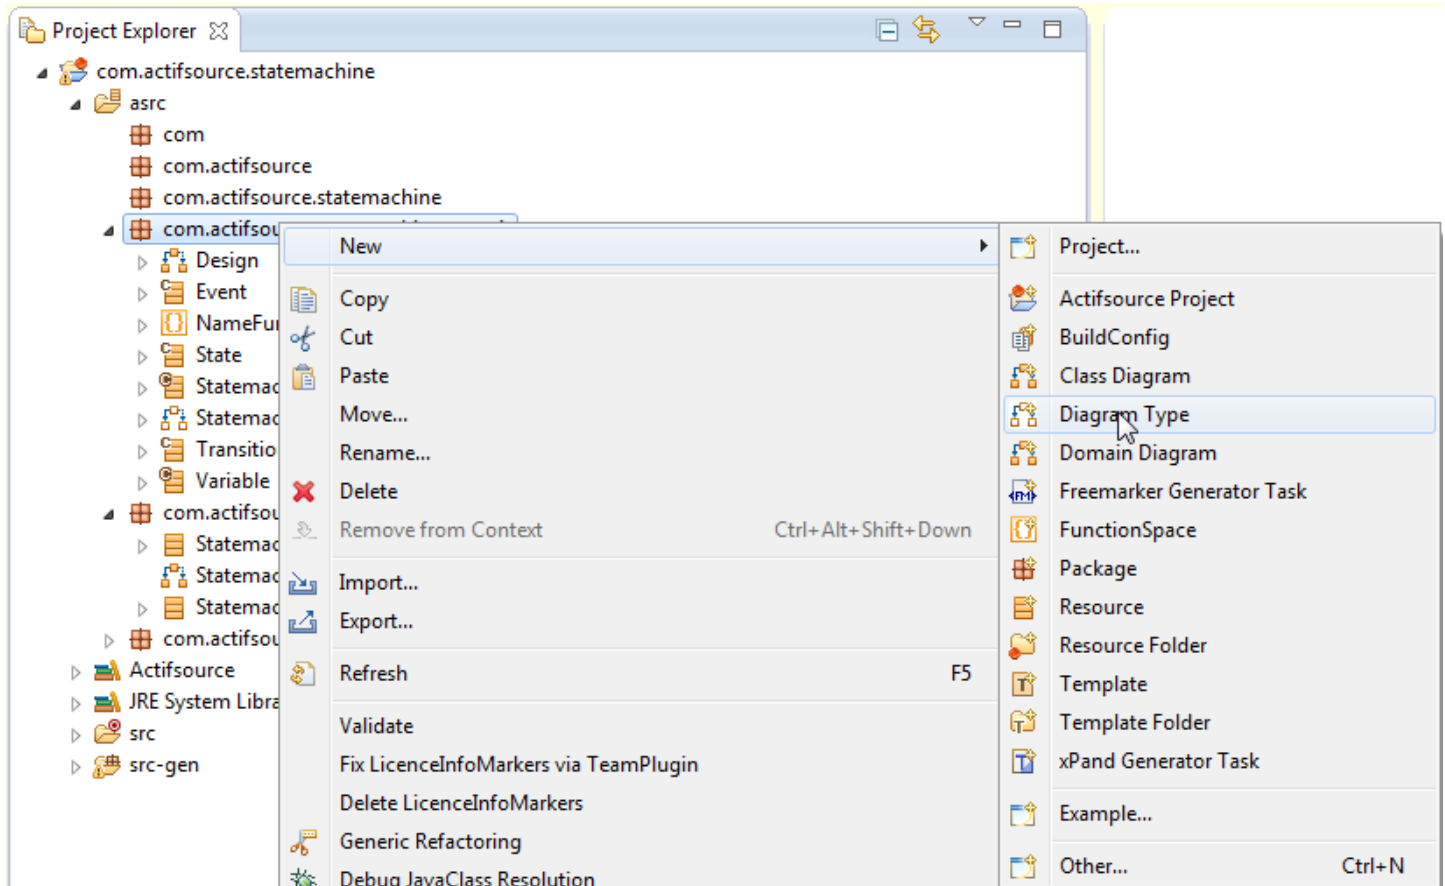 Project Explorer
com.actifsource.statemachine
asrc
com
com.actifsource
com.actifsource.statemachine
com.actifsou
Design
Event
NameFu
State
Statemac
Statemac
Transitio
Variable
com.actifsou
Statemac
Statemac
Statemac
com.actifsou
Actifsource
JRE System Libra
src
src-gen
New
Copy
Cut
Paste
Move...
Rename...
Delete
Remove from Context Ctrl+Alt+Shift+Down
Import...
Export...
Refresh F5
Validate
Fix LicenceInfoMarkers via TeamPlugin
Delete LicenceInfoMarkers
Generic Refactoring
Debug JavaClass Resolution
Project...
Actifsource Project
BuildConfig
Class Diagram
Diagram Type
Domain Diagram
Freemarker Generator Task
FunctionSpace
Package
Resource
Resource Folder
Template
Template Folder
xPand Generator Task
Example...
Other... Ctrl+N